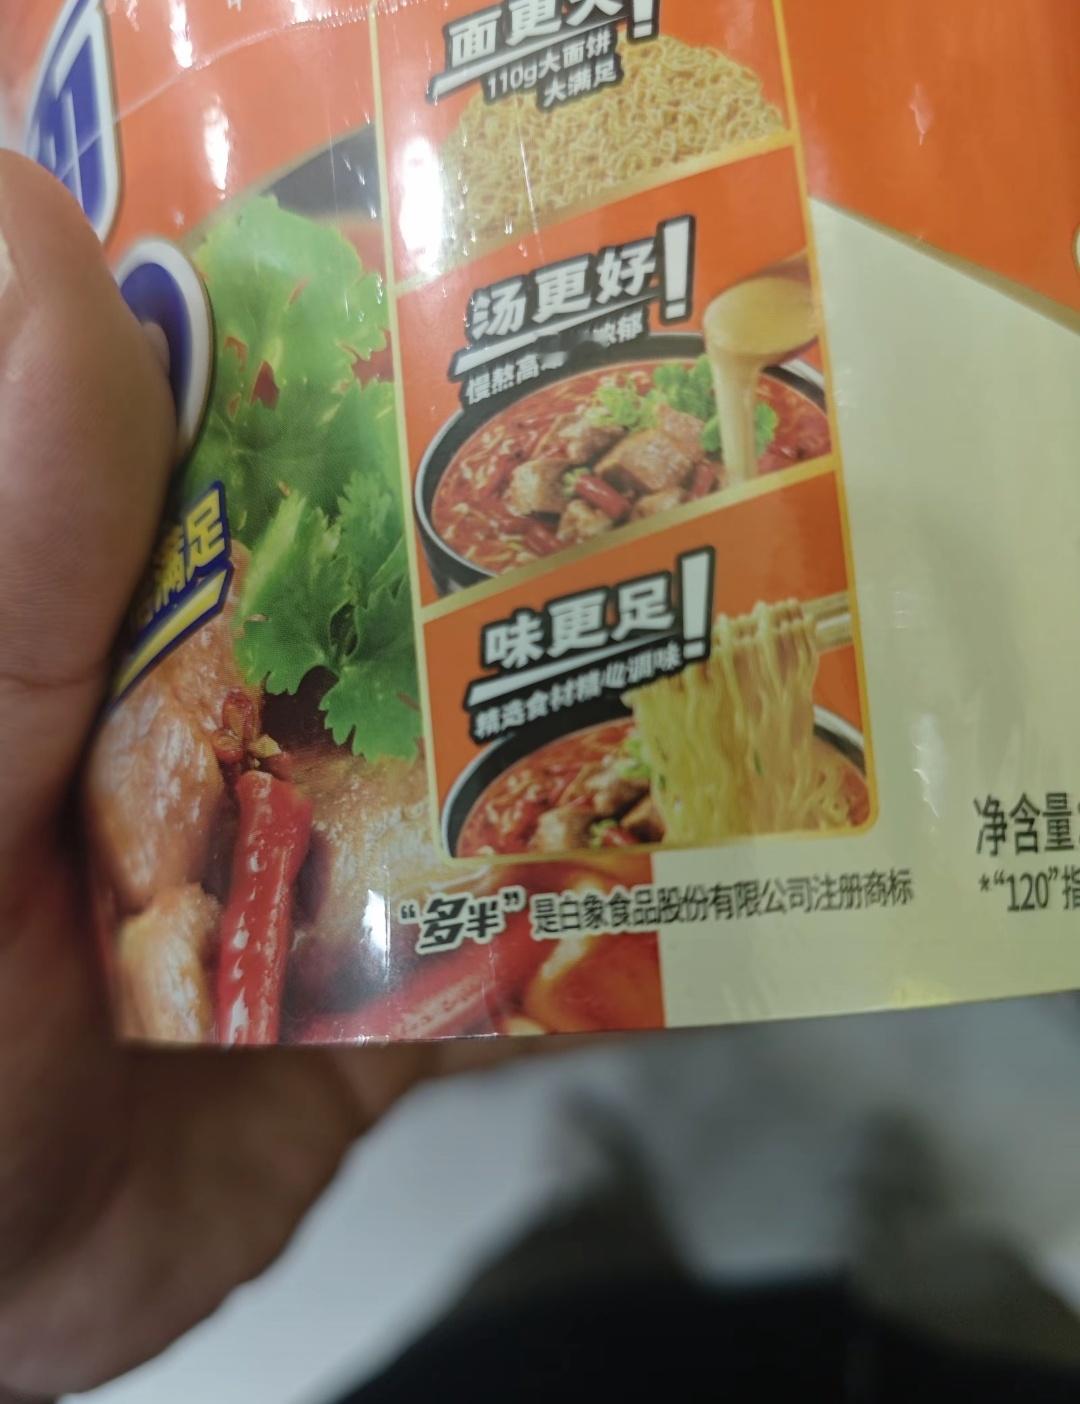 面更大!
110g大面饼
大满足
汤更好!
慢熬高
浓郁
味更足!
精选食材精心调味
满足
"多半"是白象食品股份有限公司注册商标
净含量
*"120"指